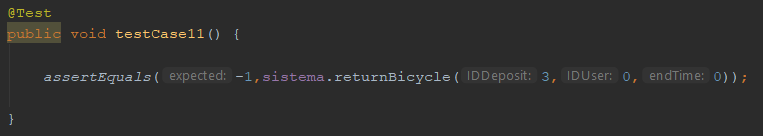 @Test
public void testCase11() {
assertEquals( expected: -1,sistema.returnBicycle( IDDeposit: 3, IDUser: 0, endTime: 0));
}